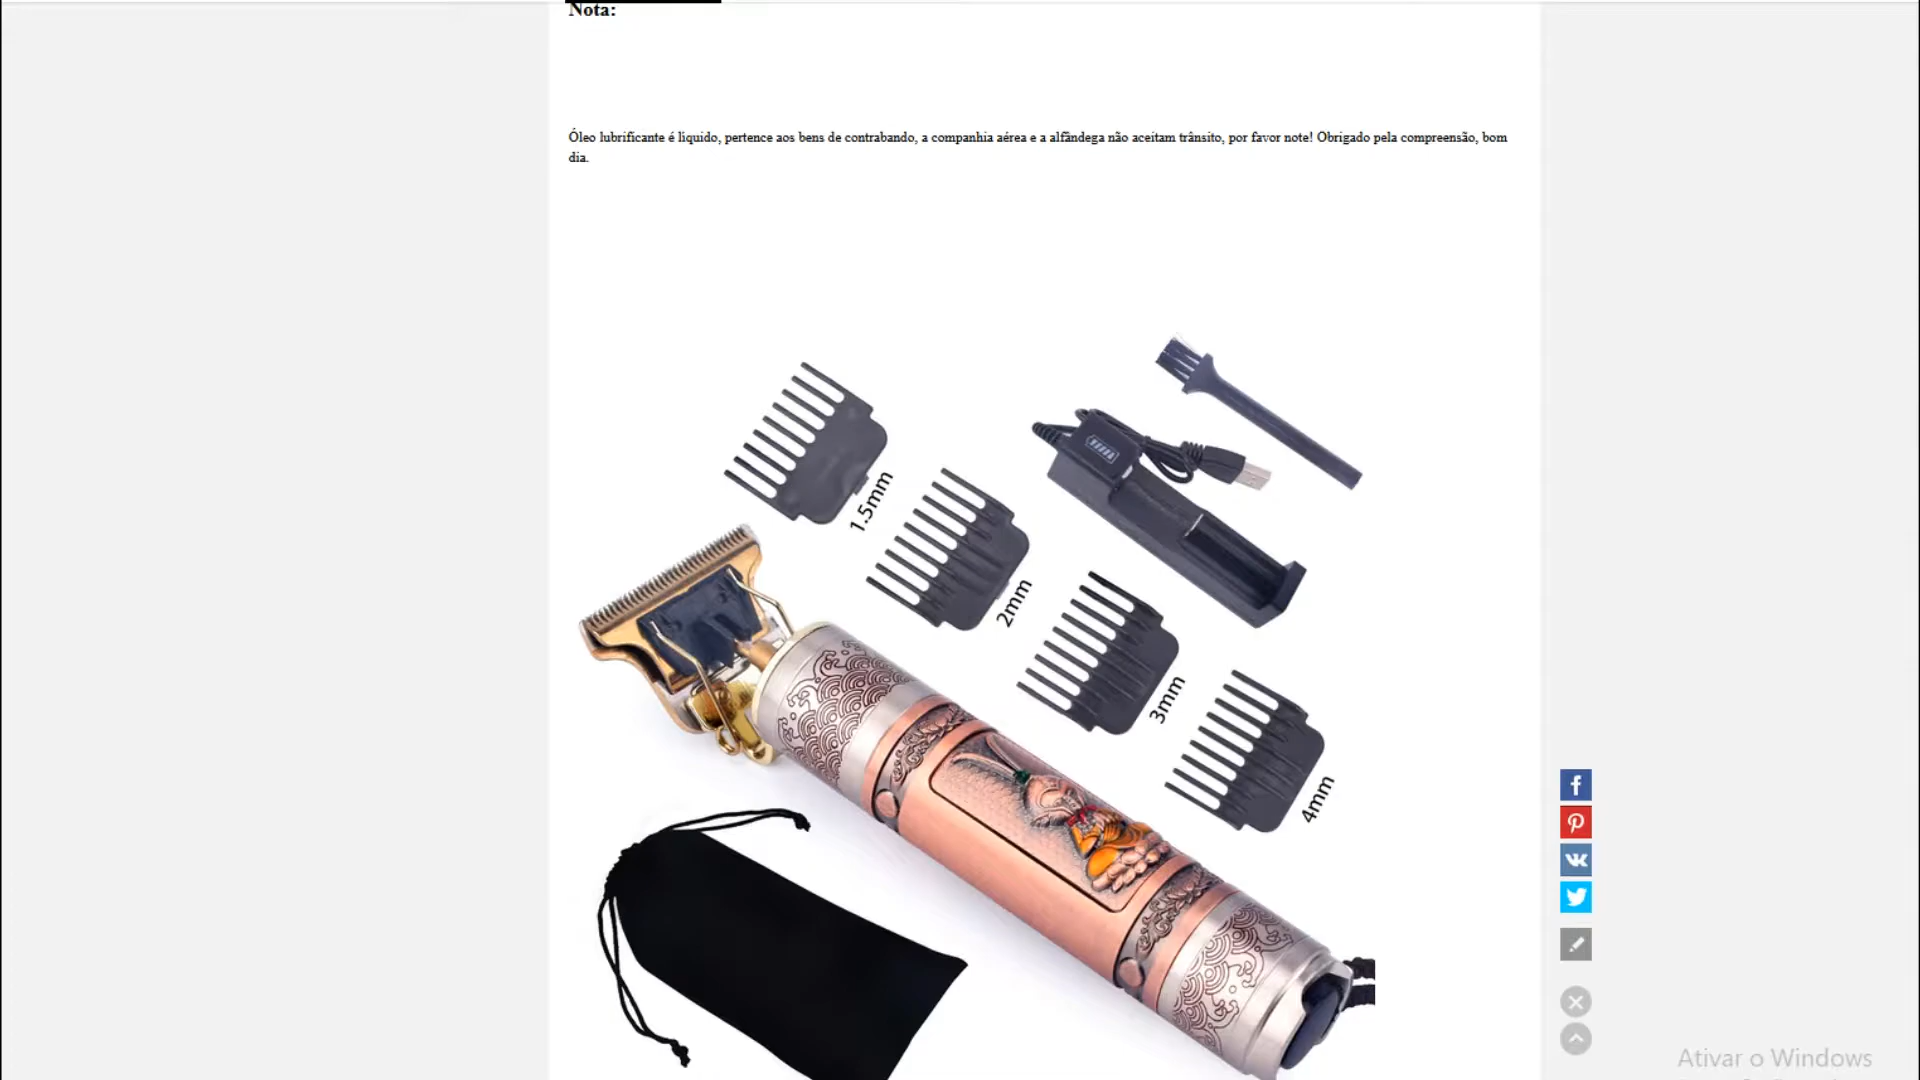 Nota:
Óleo lubrificante é liquido, pertence aos bens de contrabando, a companhia aérea e a alfândega não aceitam trânsito, por favor note! Obrigado pela compreensão, bom
dia.
1.5mm
2mm
3mm
4mm
Ativar o Windows